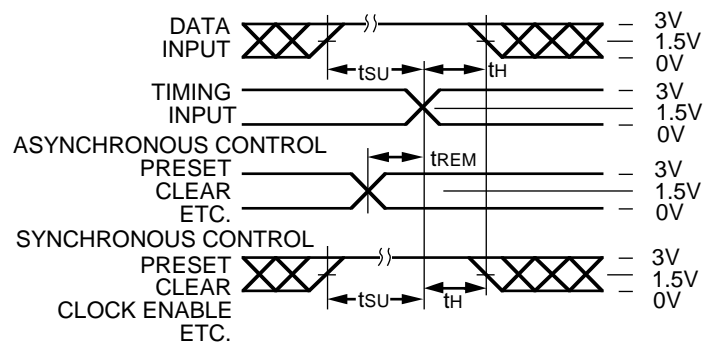 DATA
INPUT
tSU
tH
3V
1.5V
0V
TIMING
INPUT
3V
1.5V
0V
ASYNCHRONOUS CONTROL
PRESET
CLEAR
ETC.
tREM
3V
1.5V
0V
SYNCHRONOUS CONTROL
PRESET
CLEAR
CLOCK ENABLE
ETC.
tSU
tH
3V
1.5V
0V